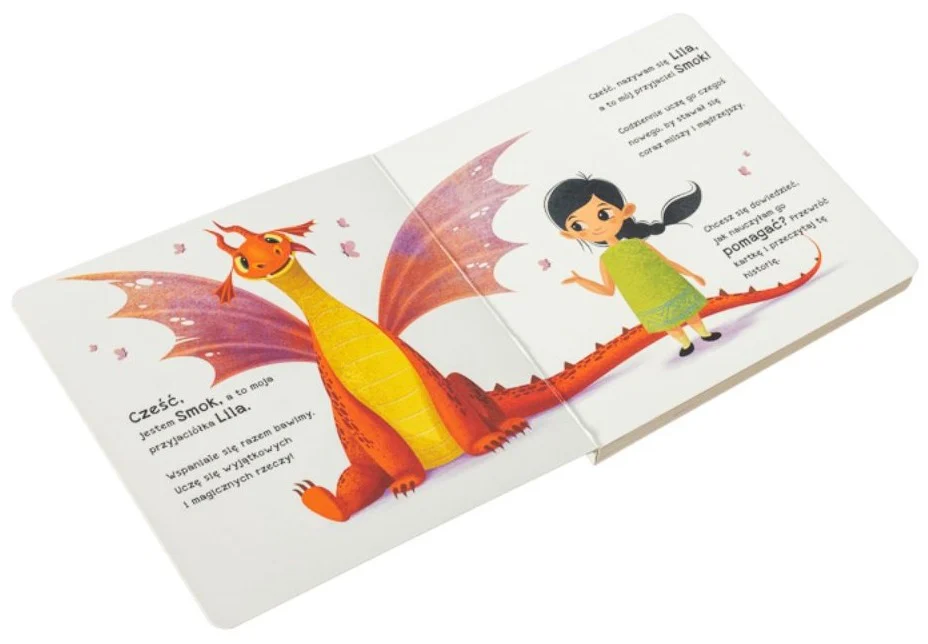 Cześć,
jestem Smok, a to moja
przyjaciółka Lila.
Wspaniale się razem bawimy.
Uczę się wyjątkowych
i magicznych rzeczy!
Cześć, nazywam się Lila,
a to mój przyjaciel Smok!
Codziennie uczę go czegoś
nowego, by stawał się
coraz milszy i mądrzejszy.
Chcesz się dowiedzieć,
jak nauczyłam go
pomagać? Przewróć
kartkę i przeczytaj tę
historię.